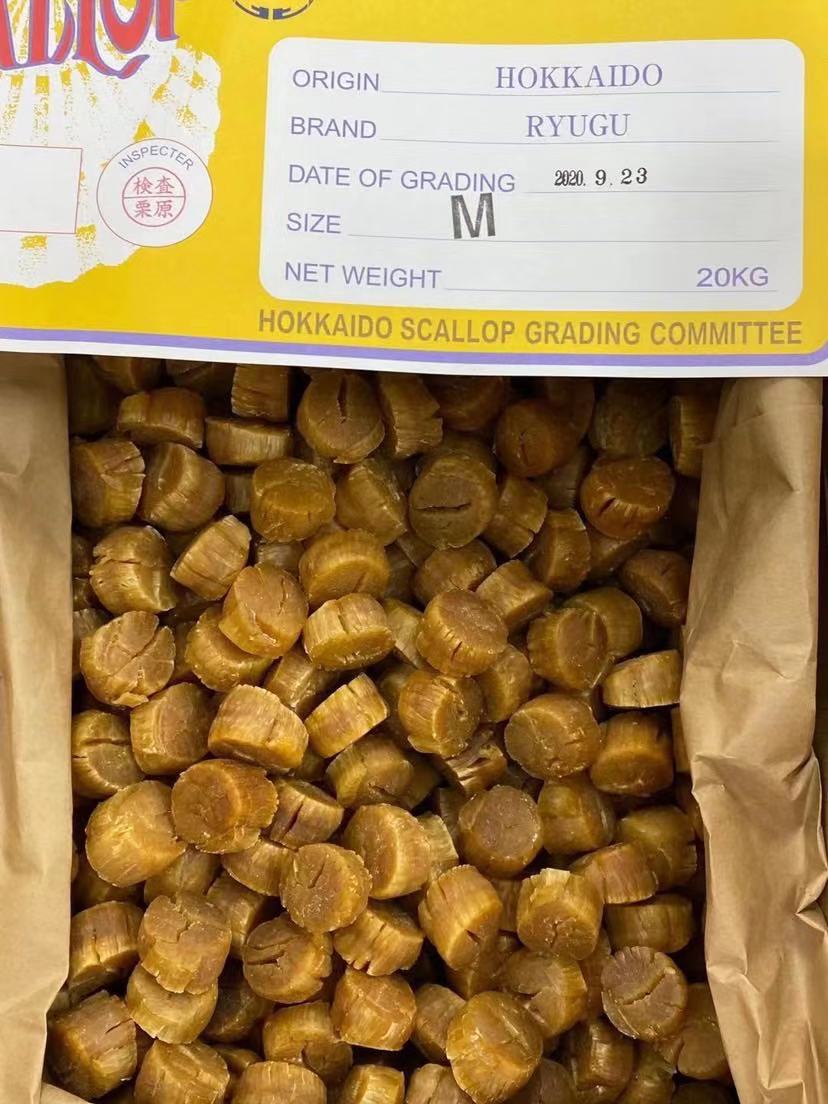 INSPECTER
検査
栗原
ORIGIN HOKKAIDO
BRAND RYUGU
DATE OF GRADING 2020. 9. 23
SIZE M
NET WEIGHT 20KG
HOKKAIDO SCALLOP GRADING COMMITTEE